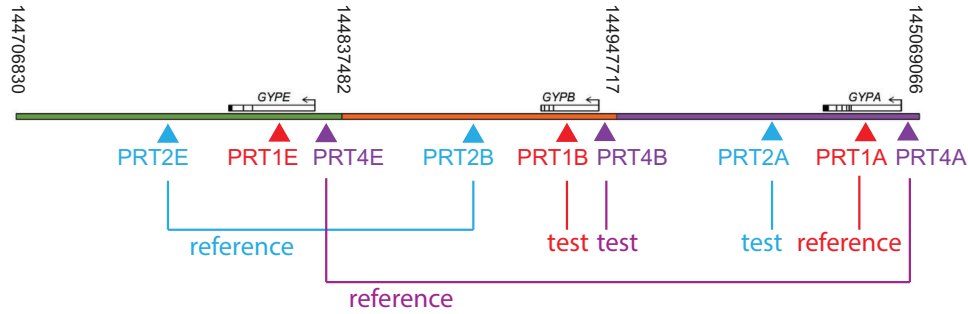 144706830
144837482
144947717
145069066
GYPE
GYPB
GYPA
PRT2E PRT1E PRT4E PRT2B PRT1B PRT4B PRT2A PRT1A PRT4A
reference test test test reference
reference